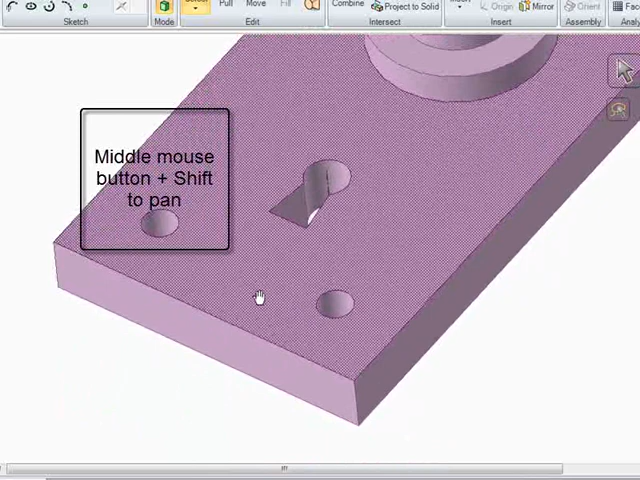 Pull
Move
Fill
Combine
Project to Solid
Origin
Mirror
Orient
Sketch
Mode
Edit
Intersect
Insert
Assembly
Middle mouse
button + Shift
to pan